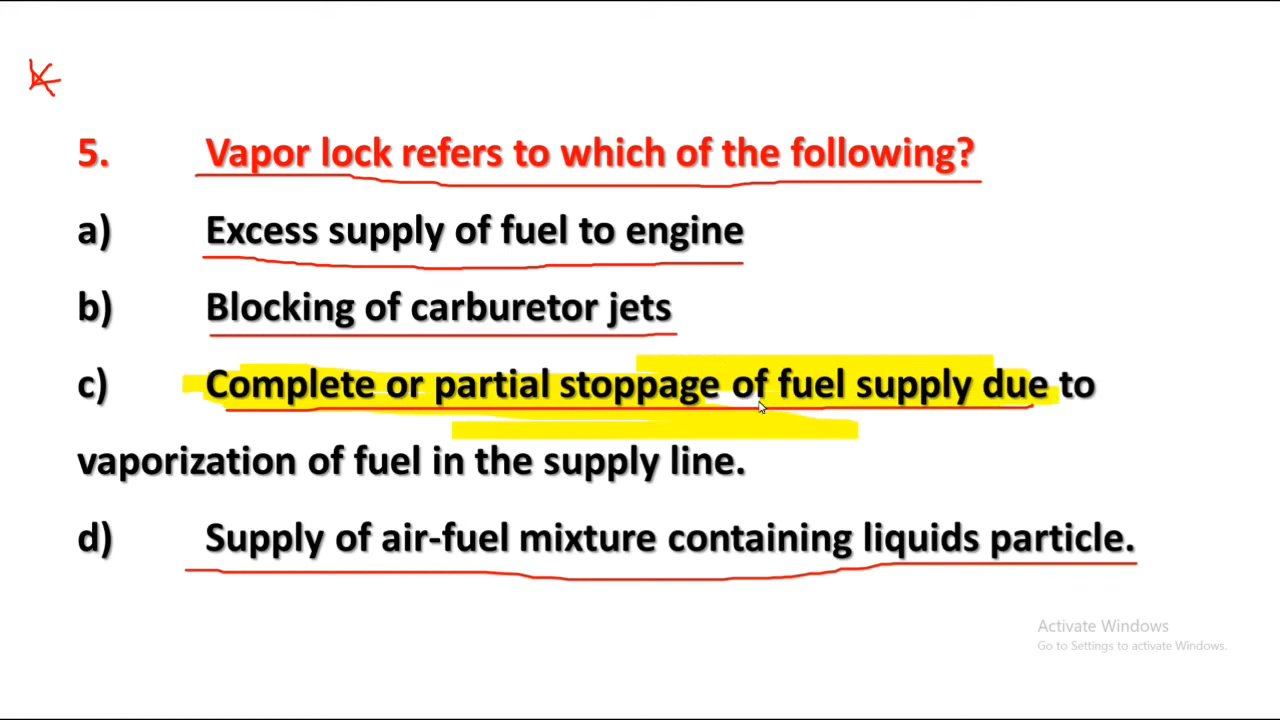 5. Vapor lock refers to which of the following?
a) Excess supply of fuel to engine
b) Blocking of carburetor jets
c) Complete or partial stoppage of fuel supply due to
vaporization of fuel in the supply line.
d) Supply of air-fuel mixture containing liquids particle.
Activate Windows
Go to Settings to activate Windows.